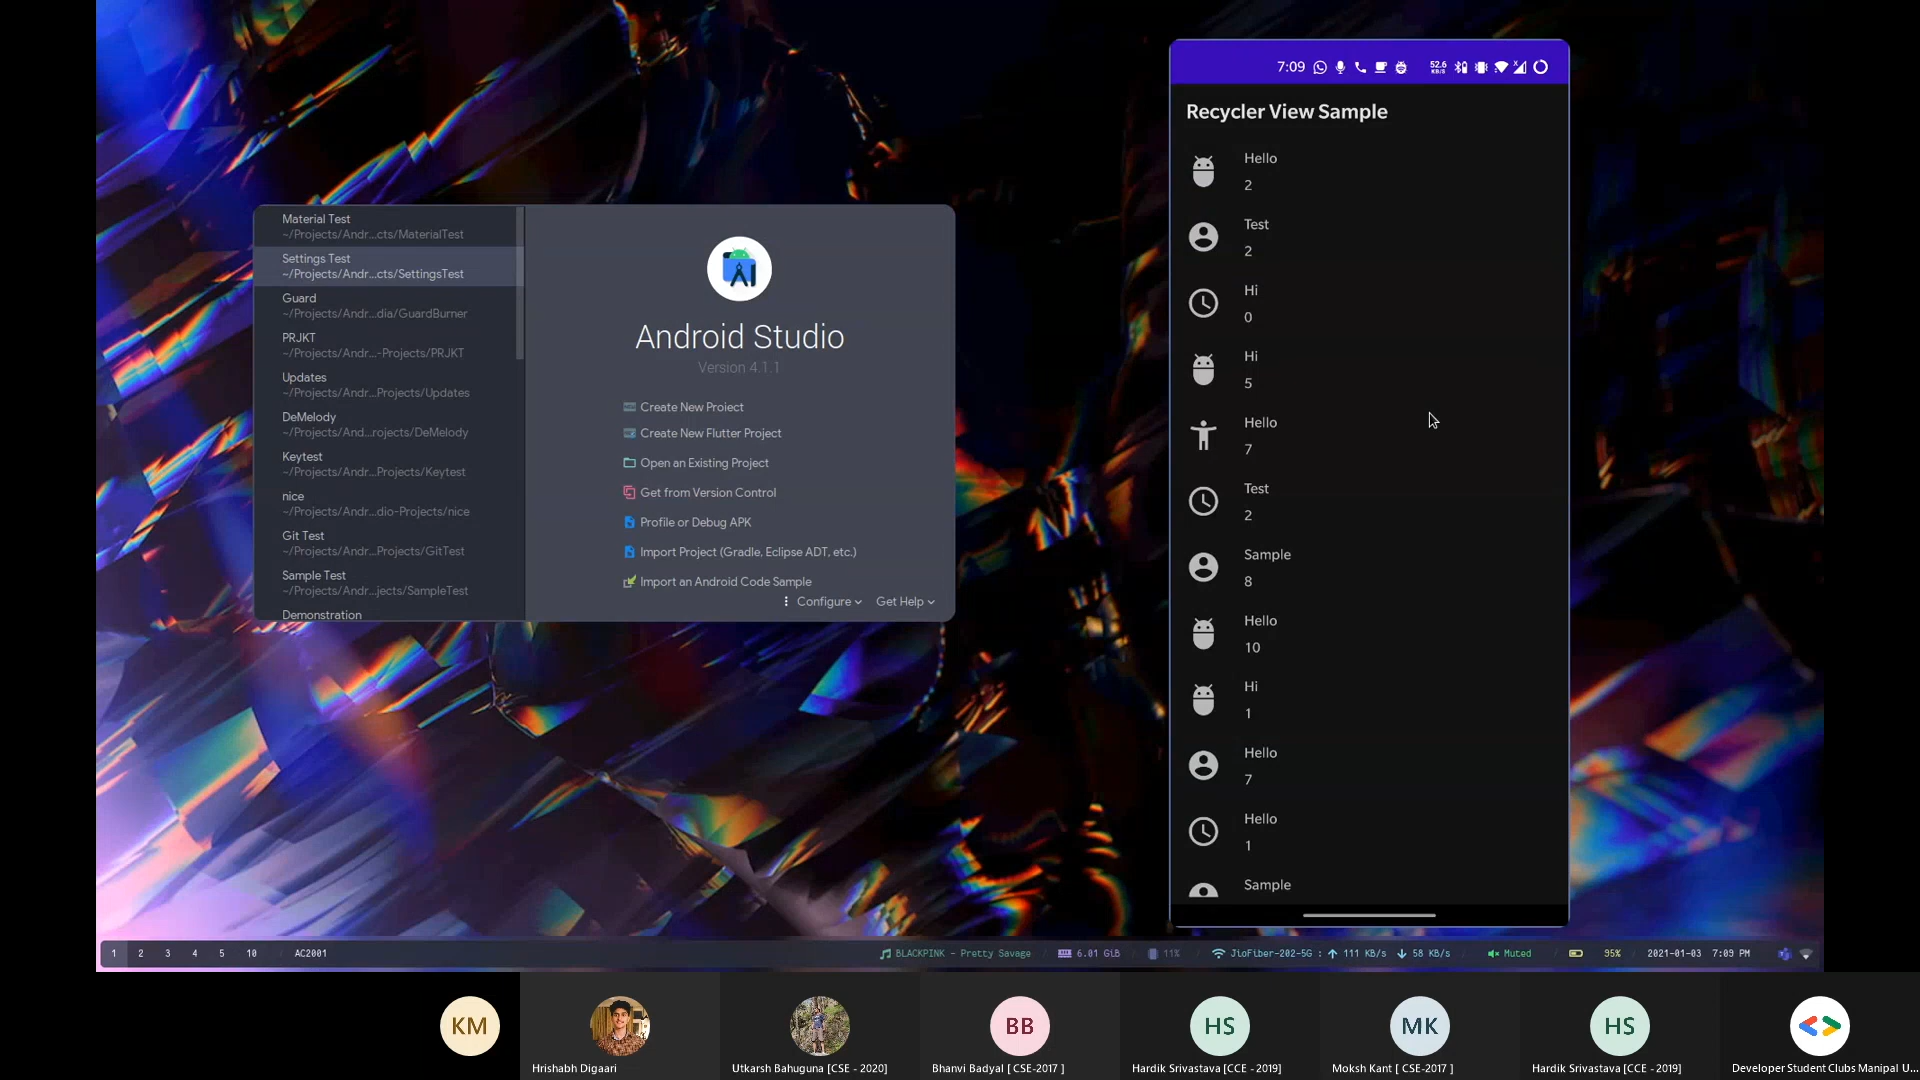 Material Test
~/Projects/Andr...cts/MaterialTest
Settings Test
~/Projects/Andr...cts/SettingsTest
Guard
~/Projects/Andr...dia/GuardBurner
PRJKT
~/Projects/Andr...-Projects/PRJKT
Updates
~/Projects/Andr...Projects/Updates
DeMelody
~/Projects/And...rojects/DeMelody
Keytest
~/Projects/Andr...Projects/Keytest
nice
~/Projects/Andr...dio-Projects/nice
Git Test
~/Projects/Andr...Projects/GitTest
Sample Test
~/Projects/Andr...jects/SampleTest
Demonstration
Android Studio
Version 4.1.1
Create New Project
Create New Flutter Project
Open an Existing Project
Get from Version Control
Profile or Debug APK
Import Project (Gradle, Eclipse ADT, etc.)
Import an Android Code Sample
Configure Get Help
7:09 52.6 KB/S
Recycler View Sample
Hello
2
Test
2
Hi
0
Hi
5
Hello
7
Test
2
Sample
8
Hello
10
Hi
1
Hello
7
Hello
1
Sample
1 2 3 4 5 10 AC2001 BLACKPINK - Pretty Savage 6.01 GiB 11% JioFiber-202-5G : 111 KB/s 58 KB/s Muted 95% 2021-01-03 7:09 PM
KM BB HS MK HS
Hrishabh Digaari Utkarsh Bahuguna [CSE - 2020] Bhanvi Badyal [ CSE-2017 ] Hardik Srivastava [CCE - 2019] Moksh Kant [ CSE-2017 ] Hardik Srivastava [CCE - 2019] Developer Student Clubs Manipal U...